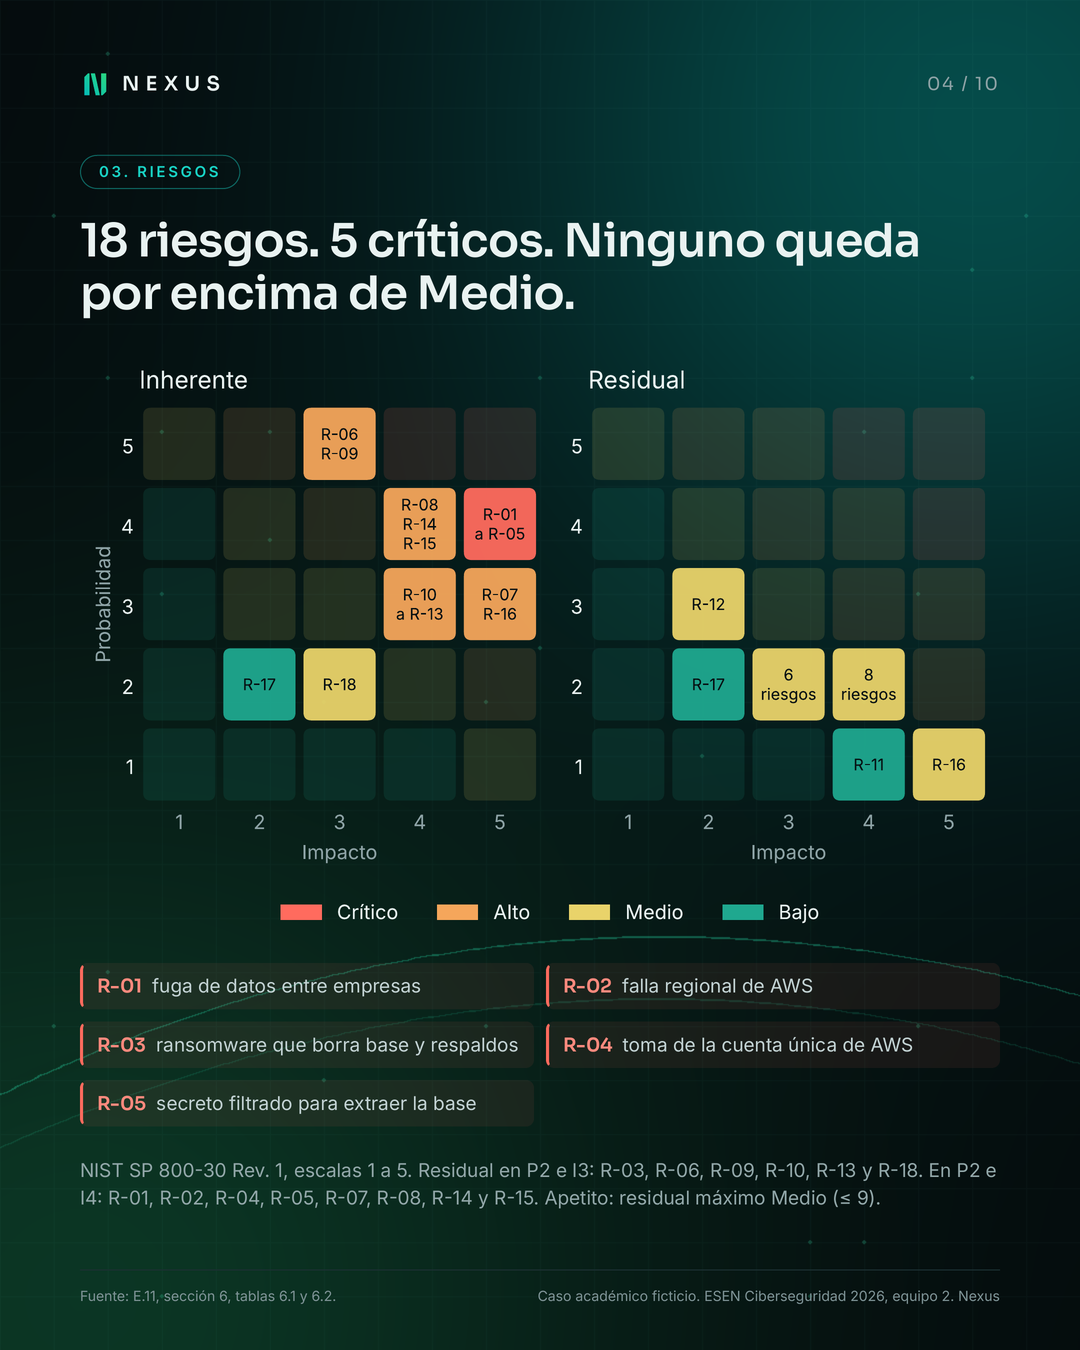 NEXUS
04 / 10
03. RIESGOS
18 riesgos. 5 críticos. Ninguno queda
por encima de Medio.
Inherente
Residual
Probabilidad
5
R-06
R-09
5
4
R-08
R-14
R-15
R-01
a R-05
4
3
R-10
a R-13
R-07
R-16
3
R-12
2
R-17
R-18
2
R-17
6
riesgos
8
riesgos
1
1
R-11
R-16
1 2 3 4 5
1 2 3 4 5
Impacto
Impacto
Crítico
Alto
Medio
Bajo
R-01 fuga de datos entre empresas
R-02 falla regional de AWS
R-03 ransomware que borra base y respaldos
R-04 toma de la cuenta única de AWS
R-05 secreto filtrado para extraer la base
NIST SP 800-30 Rev. 1, escalas 1 a 5. Residual en P2 e I3: R-03, R-06, R-09, R-10, R-13 y R-18. En P2 e
I4: R-01, R-02, R-04, R-05, R-07, R-08, R-14 y R-15. Apetito: residual máximo Medio (≤ 9).
Fuente: E.11, sección 6, tablas 6.1 y 6.2.
Caso académico ficticio. ESEN Ciberseguridad 2026, equipo 2. Nexus